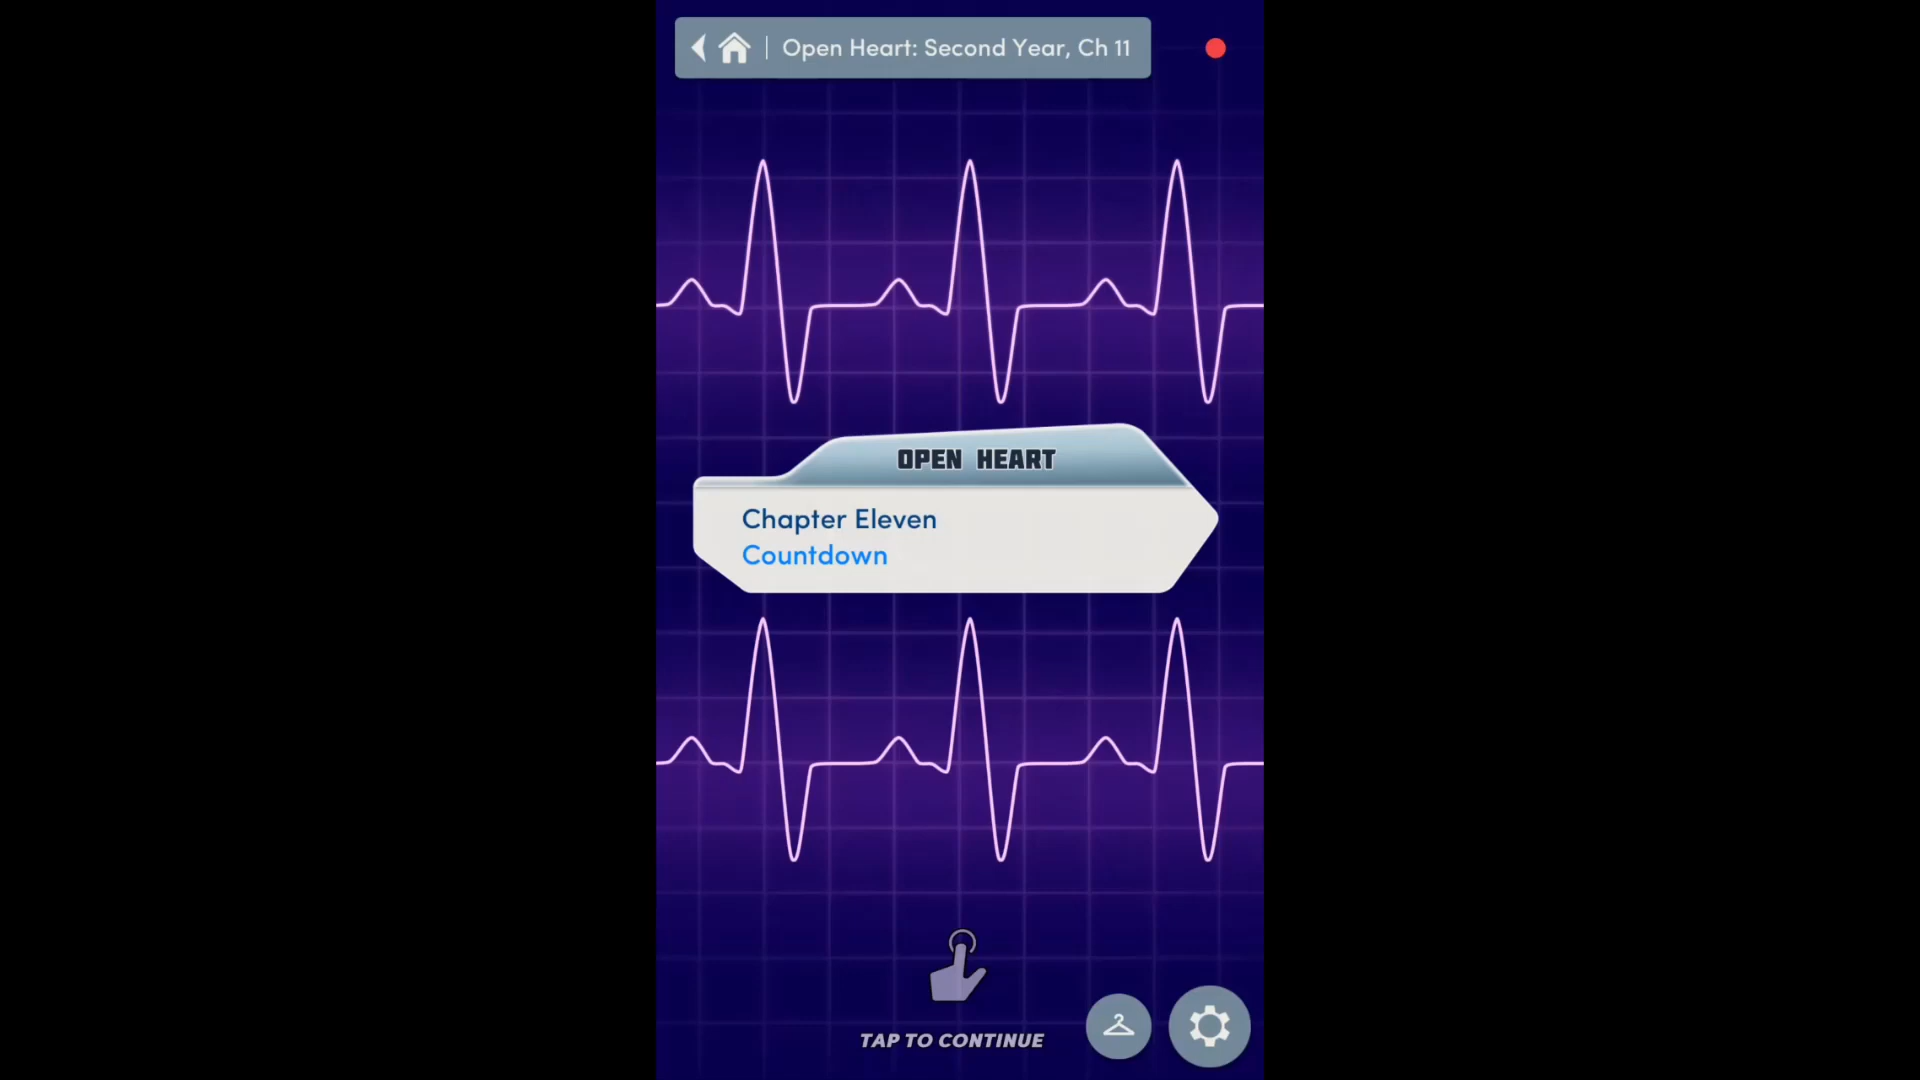 Open Heart: Second Year, Ch 11
OPEN HEART
Chapter Eleven
Countdown
TAP TO CONTINUE